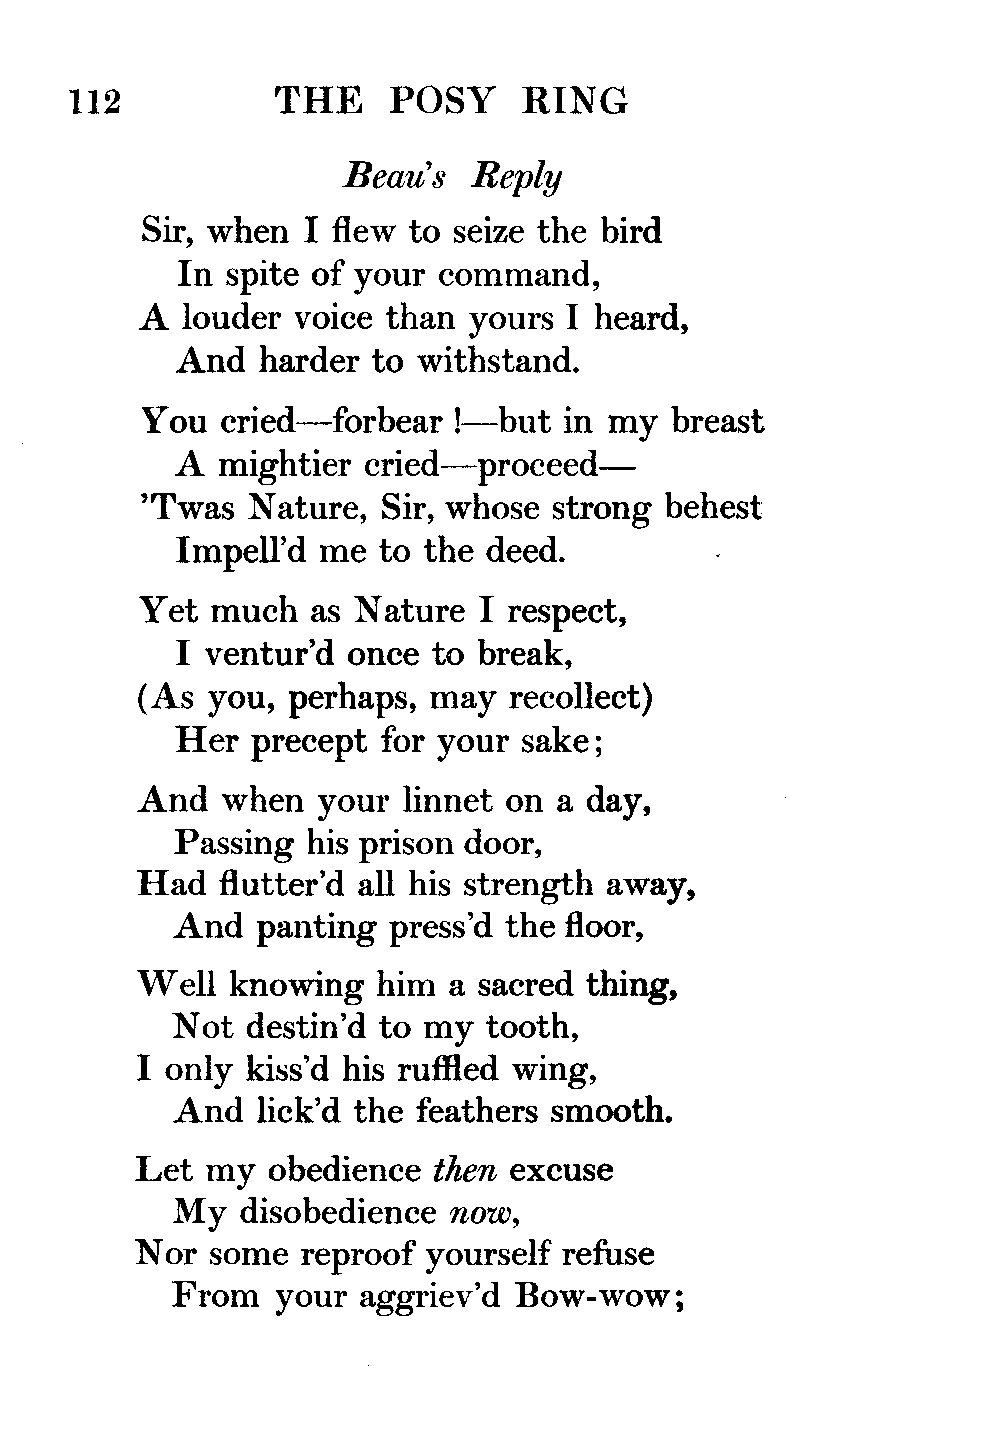 112 THE POSY RING
Beau's Reply
Sir, when I flew to seize the bird
In spite of your command,
A louder voice than yours I heard,
And harder to withstand.
You cried—forbear !—but in my breast
A mightier cried—proceed—
'Twas Nature, Sir, whose strong behest
Impell'd me to the deed.
Yet much as Nature I respect,
I ventur'd once to break,
(As you, perhaps, may recollect)
Her precept for your sake;
And when your linnet on a day,
Passing his prison door,
Had flutter'd all his strength away,
And panting press'd the floor,
Well knowing him a sacred thing,
Not destin'd to my tooth,
I only kiss'd his ruffled wing,
And lick'd the feathers smooth.
Let my obedience then excuse
My disobedience now,
Nor some reproof yourself refuse
From your aggriev'd Bow-wow;